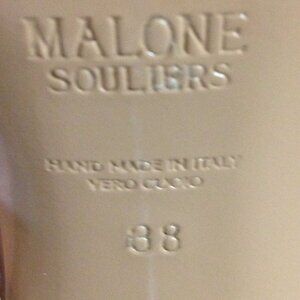 MALONE
SOULIERS
HAND MADE IN ITALY
VERO CUOIO
38